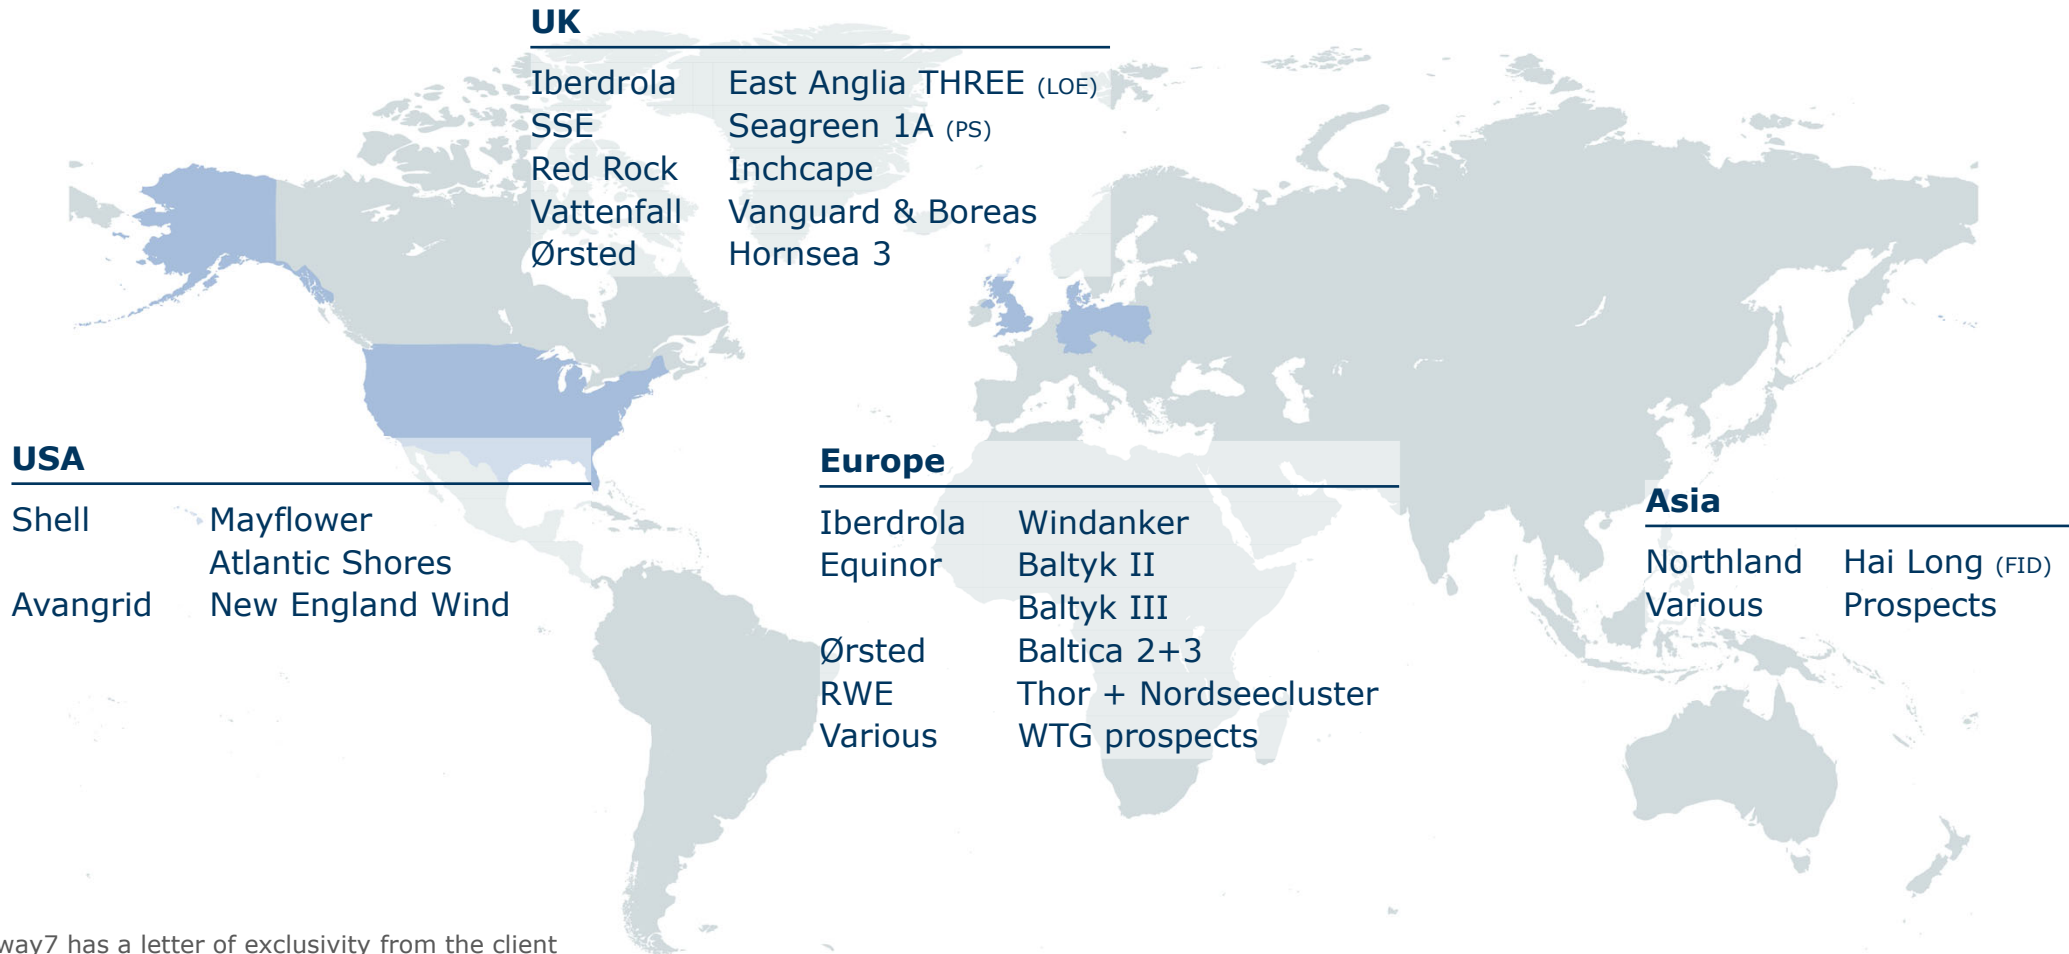 UK
Iberdrola East Anglia THREE (LOE)
SSE Seagreen 1A (PS)
Red Rock Inchcape
Vattenfall Vanguard & Boreas
Ørsted Hornsea 3
USA
Shell Mayflower
Atlantic Shores
Avangrid New England Wind
Europe
Iberdrola Windanker
Equinor Baltyk II
Baltyk III
Ørsted Baltica 2+3
RWE Thor + Nordseecluster
Various WTG prospects
Asia
Northland Hai Long (FID)
Various Prospects
way7 has a letter of exclusivity from the client